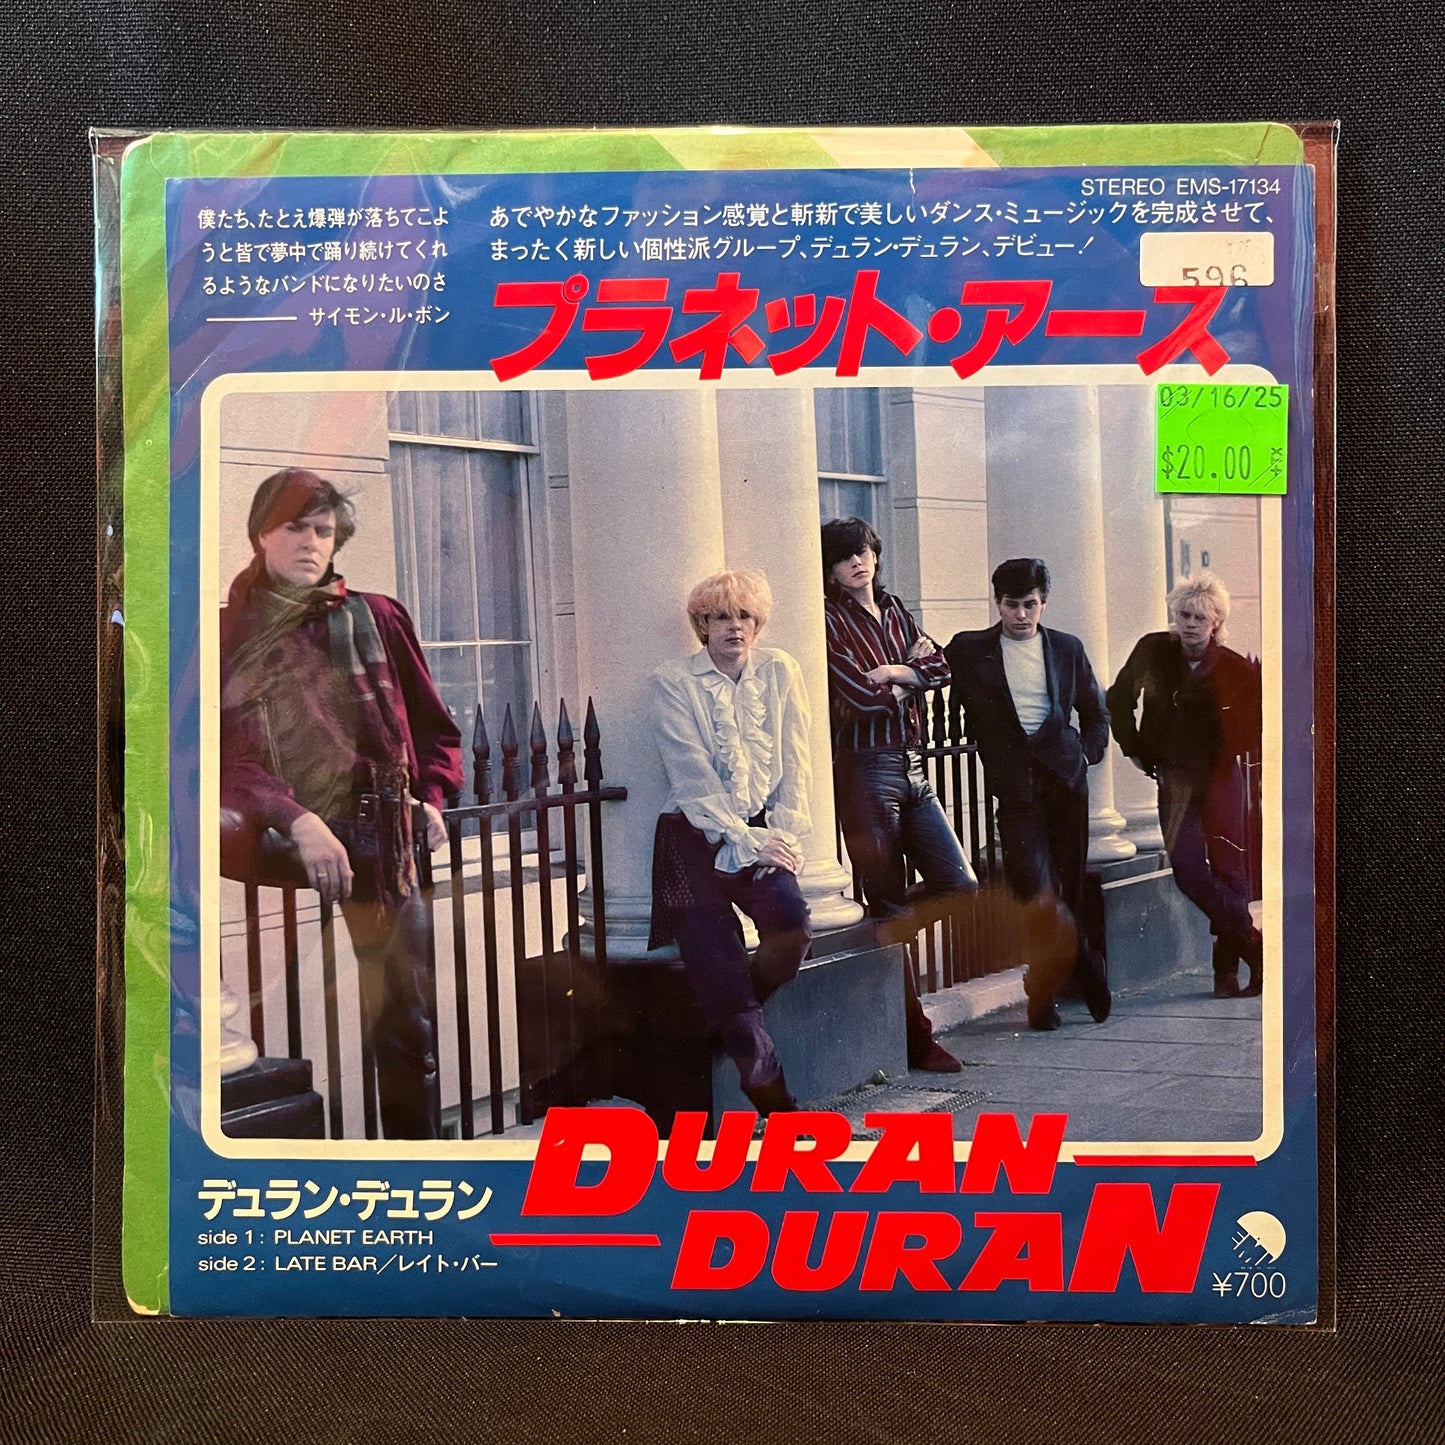 STEREO EMS-17134
僕たち、たとえ爆弾が落ちてこよ
うと皆で夢中で踊り続けてくれ
るようなバンドになりたいのさ
サイモン・ル・ボン
あでやかなファッション感覚と斬新で美しいダンス・ミュージックを完成させて、
まったく新しい個性派グループ、デュラン・デュラン、デビュー!
596
プラネット・アース
03/16/25
$20.00
DURAN
DURAN
デュラン・デュラン
side 1: PLANET EARTH
side 2: LATE BAR／レイト・バー
¥700